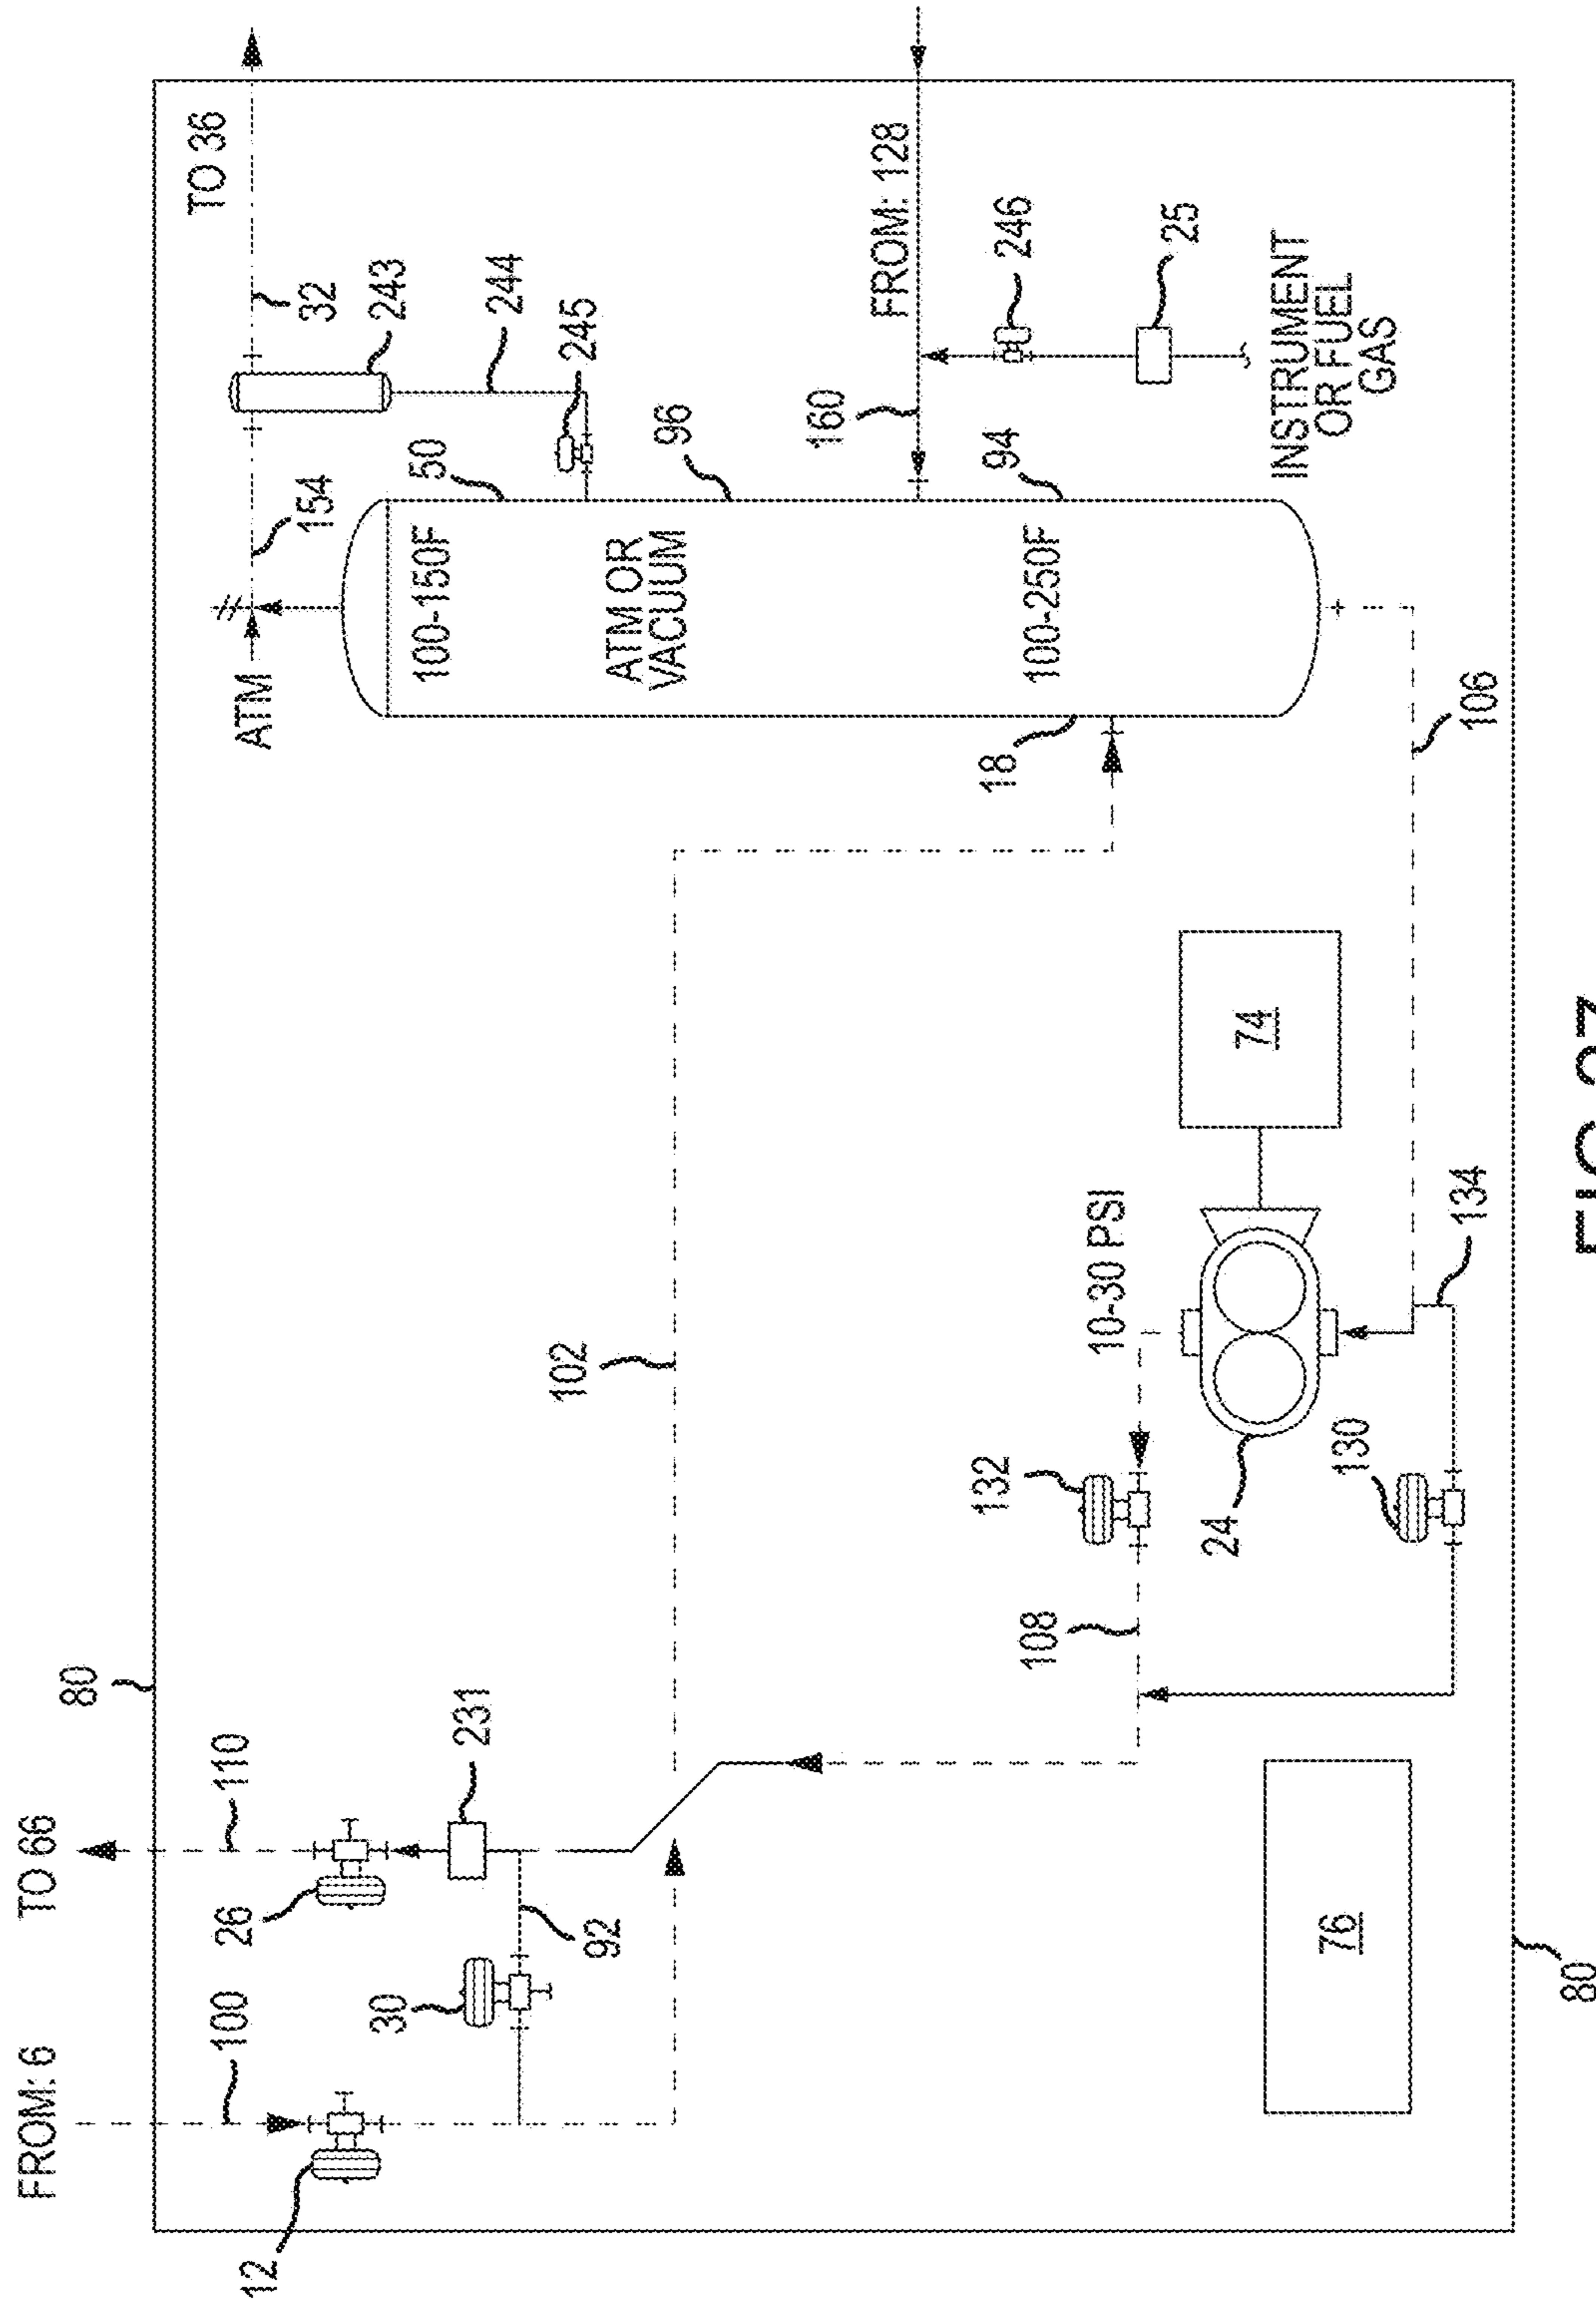 FROM: 6
TO 66
80
12
100
26
110
ATM
TO 36
154
32
30
243
231
100-150F
50
244
102
245
92
ATM OR
VACUUM
96
160
FROM: 128
132
18
94
246
108
100-250F
10-30 PSI
25
24
74
INSTRUMENT
OR FUEL
GAS
76
130
134
106
80